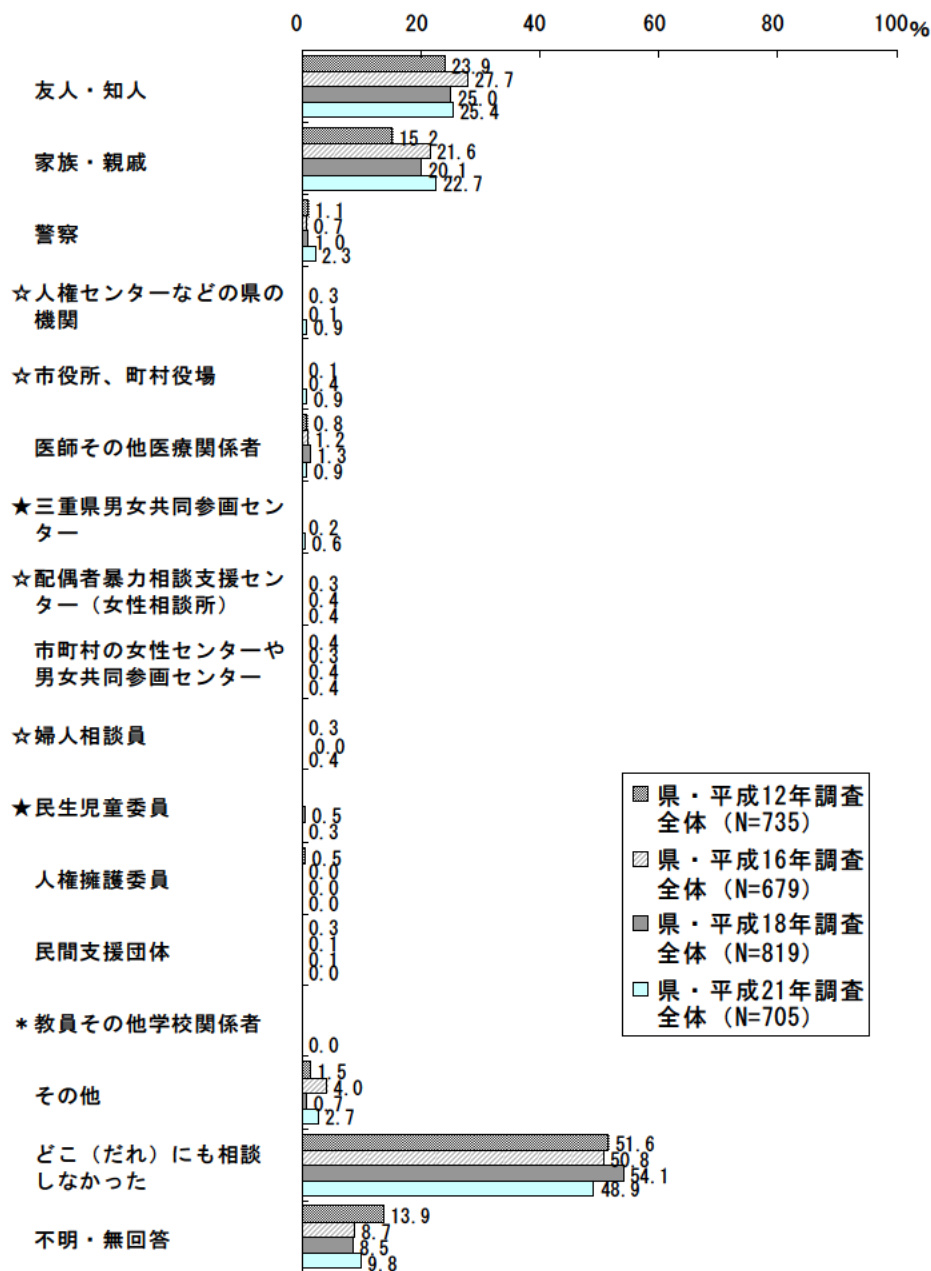 0 20 40 60 80 100%
友人・知人
23.9
27.7
25.0
25.4
家族・親戚
15.2
21.6
20.1
22.7
警察
1.1
0.7
1.0
2.3
☆人権センターなどの県の
機関
0.3
0.1
0.9
☆市役所、町村役場
0.1
0.4
0.9
医師その他医療関係者
0.8
1.2
1.3
0.9
★三重県男女共同参画セン
ター
0.2
0.6
☆配偶者暴力相談支援セン
ター（女性相談所）
0.3
0.4
0.4
市町村の女性センターや
男女共同参画センター
0.4
0.3
0.4
0.4
☆婦人相談員
0.3
0.0
0.4
★民生児童委員
0.5
0.3
人権擁護委員
0.5
0.0
0.0
0.0
民間支援団体
0.3
0.1
0.1
0.0
＊教員その他学校関係者
0.0
その他
1.5
4.0
0.7
2.7
どこ（だれ）にも相談
しなかった
51.6
50.8
54.1
48.9
不明・無回答
13.9
8.7
8.5
9.8
県・平成12年調査
全体（N=735）
県・平成16年調査
全体（N=679）
県・平成18年調査
全体（N=819）
県・平成21年調査
全体（N=705）